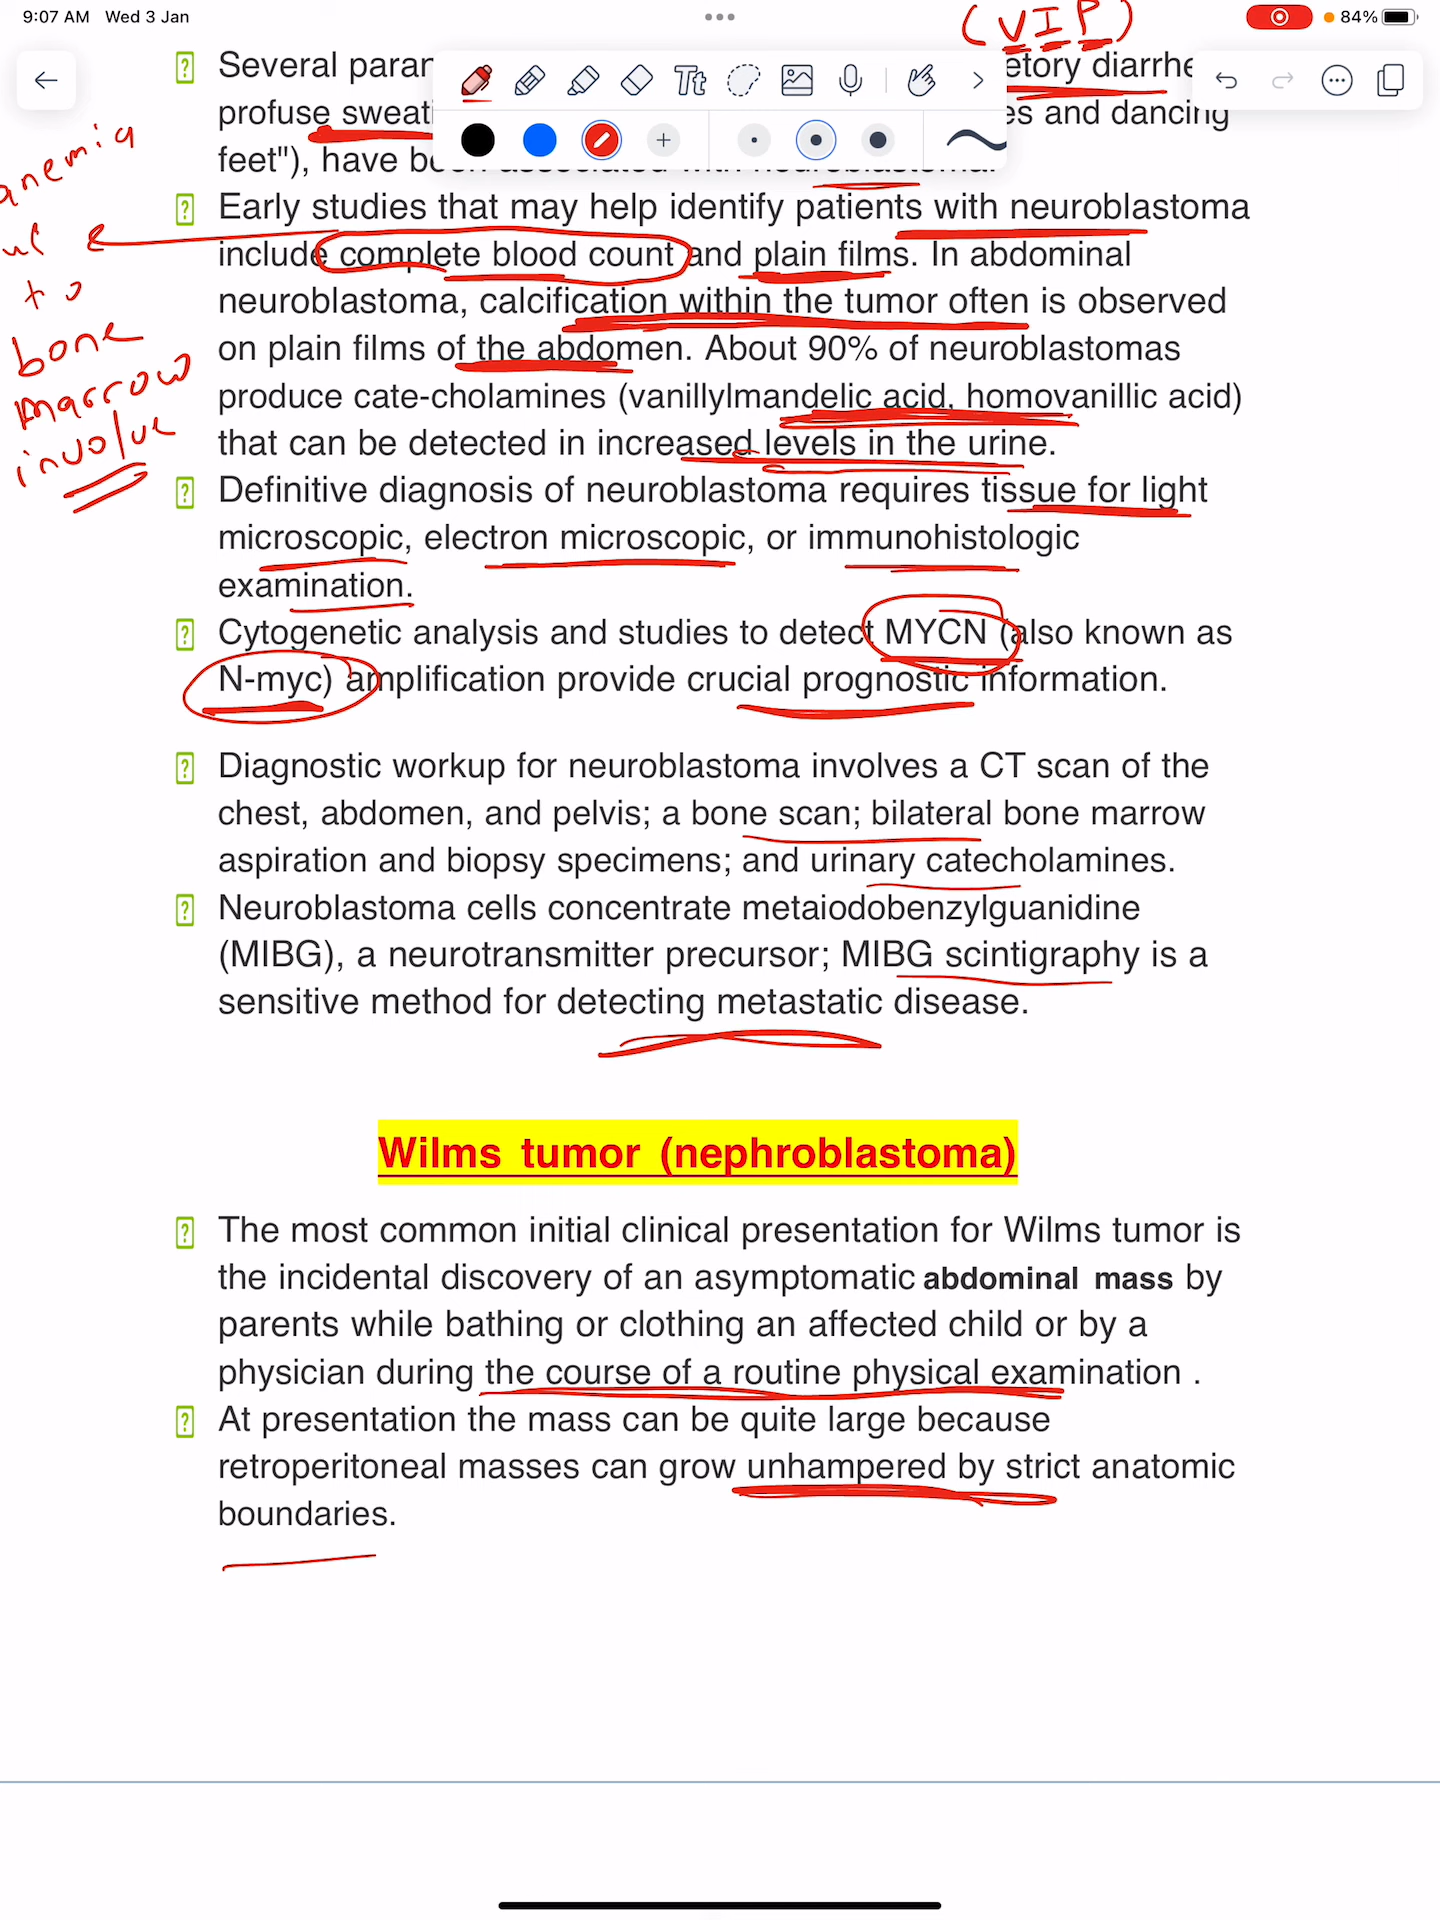 9:07 AM Wed 3 Jan
84%
(VIP)
Several paran
etory diarrhe
profuse sweati
es and dancing
feet"), have been associated with neuroblastoma.
Early studies that may help identify patients with neuroblastoma
include complete blood count and plain films. In abdominal
neuroblastoma, calcification within the tumor often is observed
on plain films of the abdomen. About 90% of neuroblastomas
produce cate-cholamines (vanillylmandelic acid, homovanillic acid)
that can be detected in increased levels in the urine.
anemia
to
bone
marrow
involve
Definitive diagnosis of neuroblastoma requires tissue for light
microscopic, electron microscopic, or immunohistologic
examination.
Cytogenetic analysis and studies to detect MYCN (also known as
N-myc) amplification provide crucial prognostic information.
Diagnostic workup for neuroblastoma involves a CT scan of the
chest, abdomen, and pelvis; a bone scan; bilateral bone marrow
aspiration and biopsy specimens; and urinary catecholamines.
Neuroblastoma cells concentrate metaiodobenzylguanidine
(MIBG), a neurotransmitter precursor; MIBG scintigraphy is a
sensitive method for detecting metastatic disease.
Wilms tumor (nephroblastoma)
The most common initial clinical presentation for Wilms tumor is
the incidental discovery of an asymptomatic abdominal mass by
parents while bathing or clothing an affected child or by a
physician during the course of a routine physical examination .
At presentation the mass can be quite large because
retroperitoneal masses can grow unhampered by strict anatomic
boundaries.